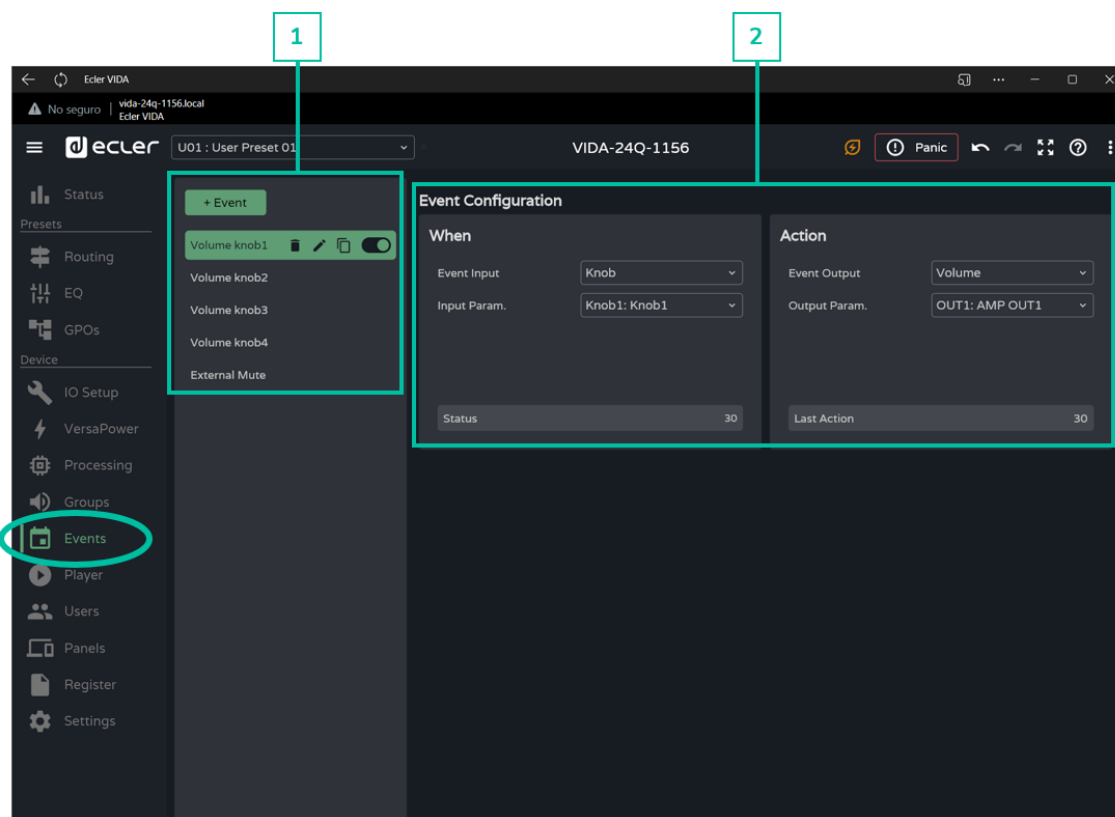 1
2
Ecler VIDA
No seguro | vida-24q-1156.local
Ecler VIDA
ecler
U01 : User Preset 01
VIDA-24Q-1156
Panic
Status
Presets
Routing
EQ
GPOs
Device
IO Setup
VersaPower
Processing
Groups
Events
Player
Users
Panels
Register
Settings
+ Event
Volume knob1
Volume knob2
Volume knob3
Volume knob4
External Mute
Event Configuration
When
Event Input Knob
Input Param. Knob1: Knob1
Status 30
Action
Event Output Volume
Output Param. OUT1: AMP OUT1
Last Action 30